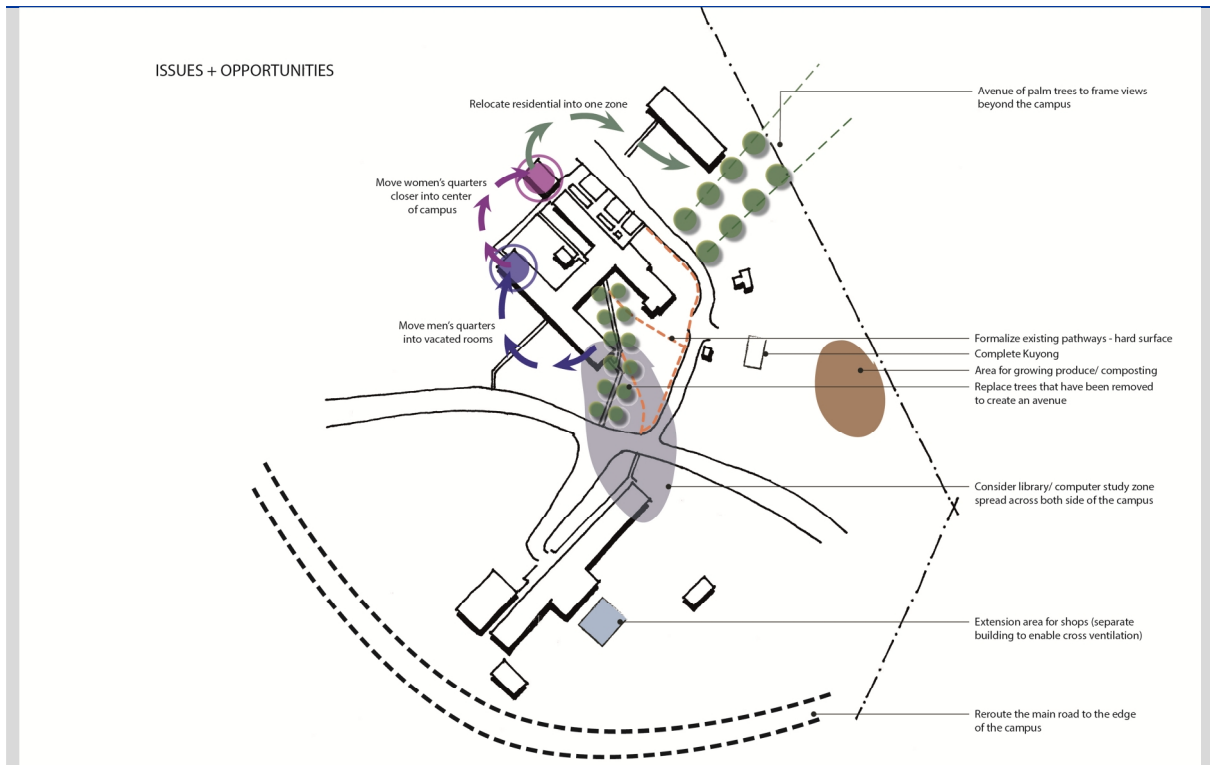 ISSUES + OPPORTUNITIES
Relocate residential into one zone
Avenue of palm trees to frame views
beyond the campus
Move women's quarters
closer into center
of campus
Move men's quarters
into vacated rooms
Formalize existing pathways - hard surface
Complete Kuyong
Area for growing produce/ composting
Replace trees that have been removed
to create an avenue
Consider library/ computer study zone
spread across both side of the campus
Extension area for shops (separate
building to enable cross ventilation)
Reroute the main road to the edge
of the campus